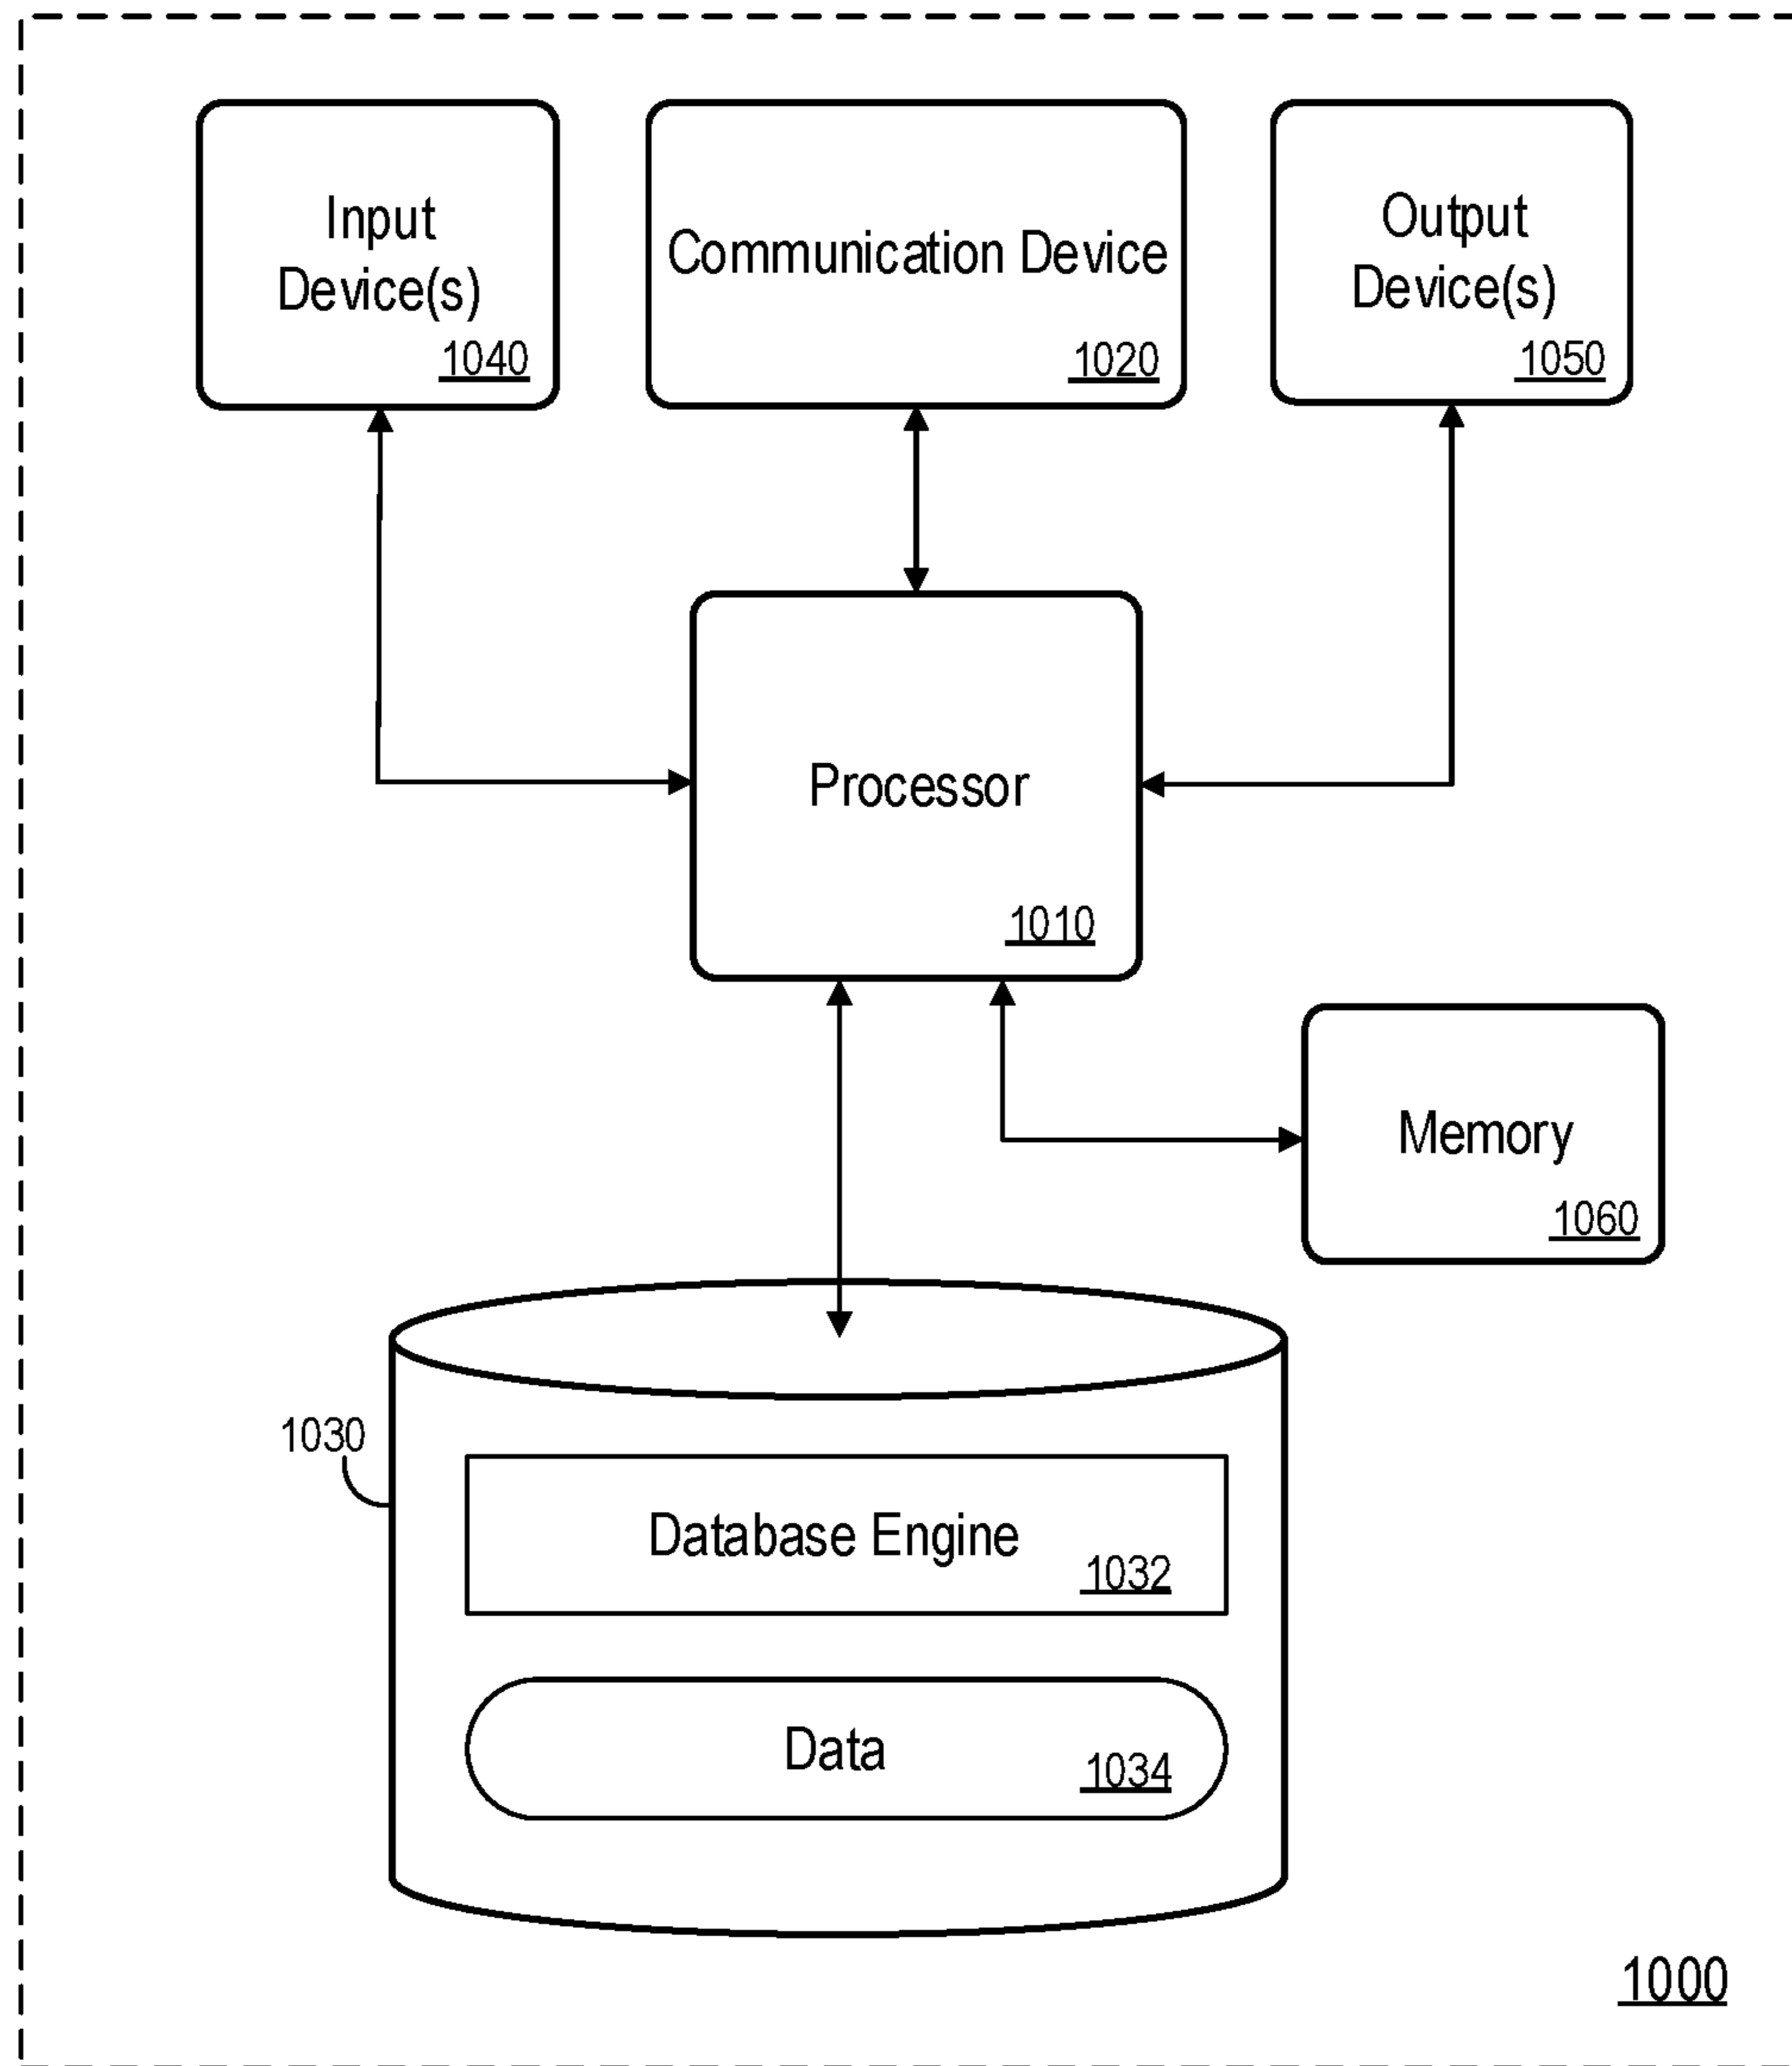 Input
Device(s)
1040
Communication Device
1020
Output
Device(s)
1050
Processor
1010
Memory
1060
1030
Database Engine
1032
Data
1034
1000